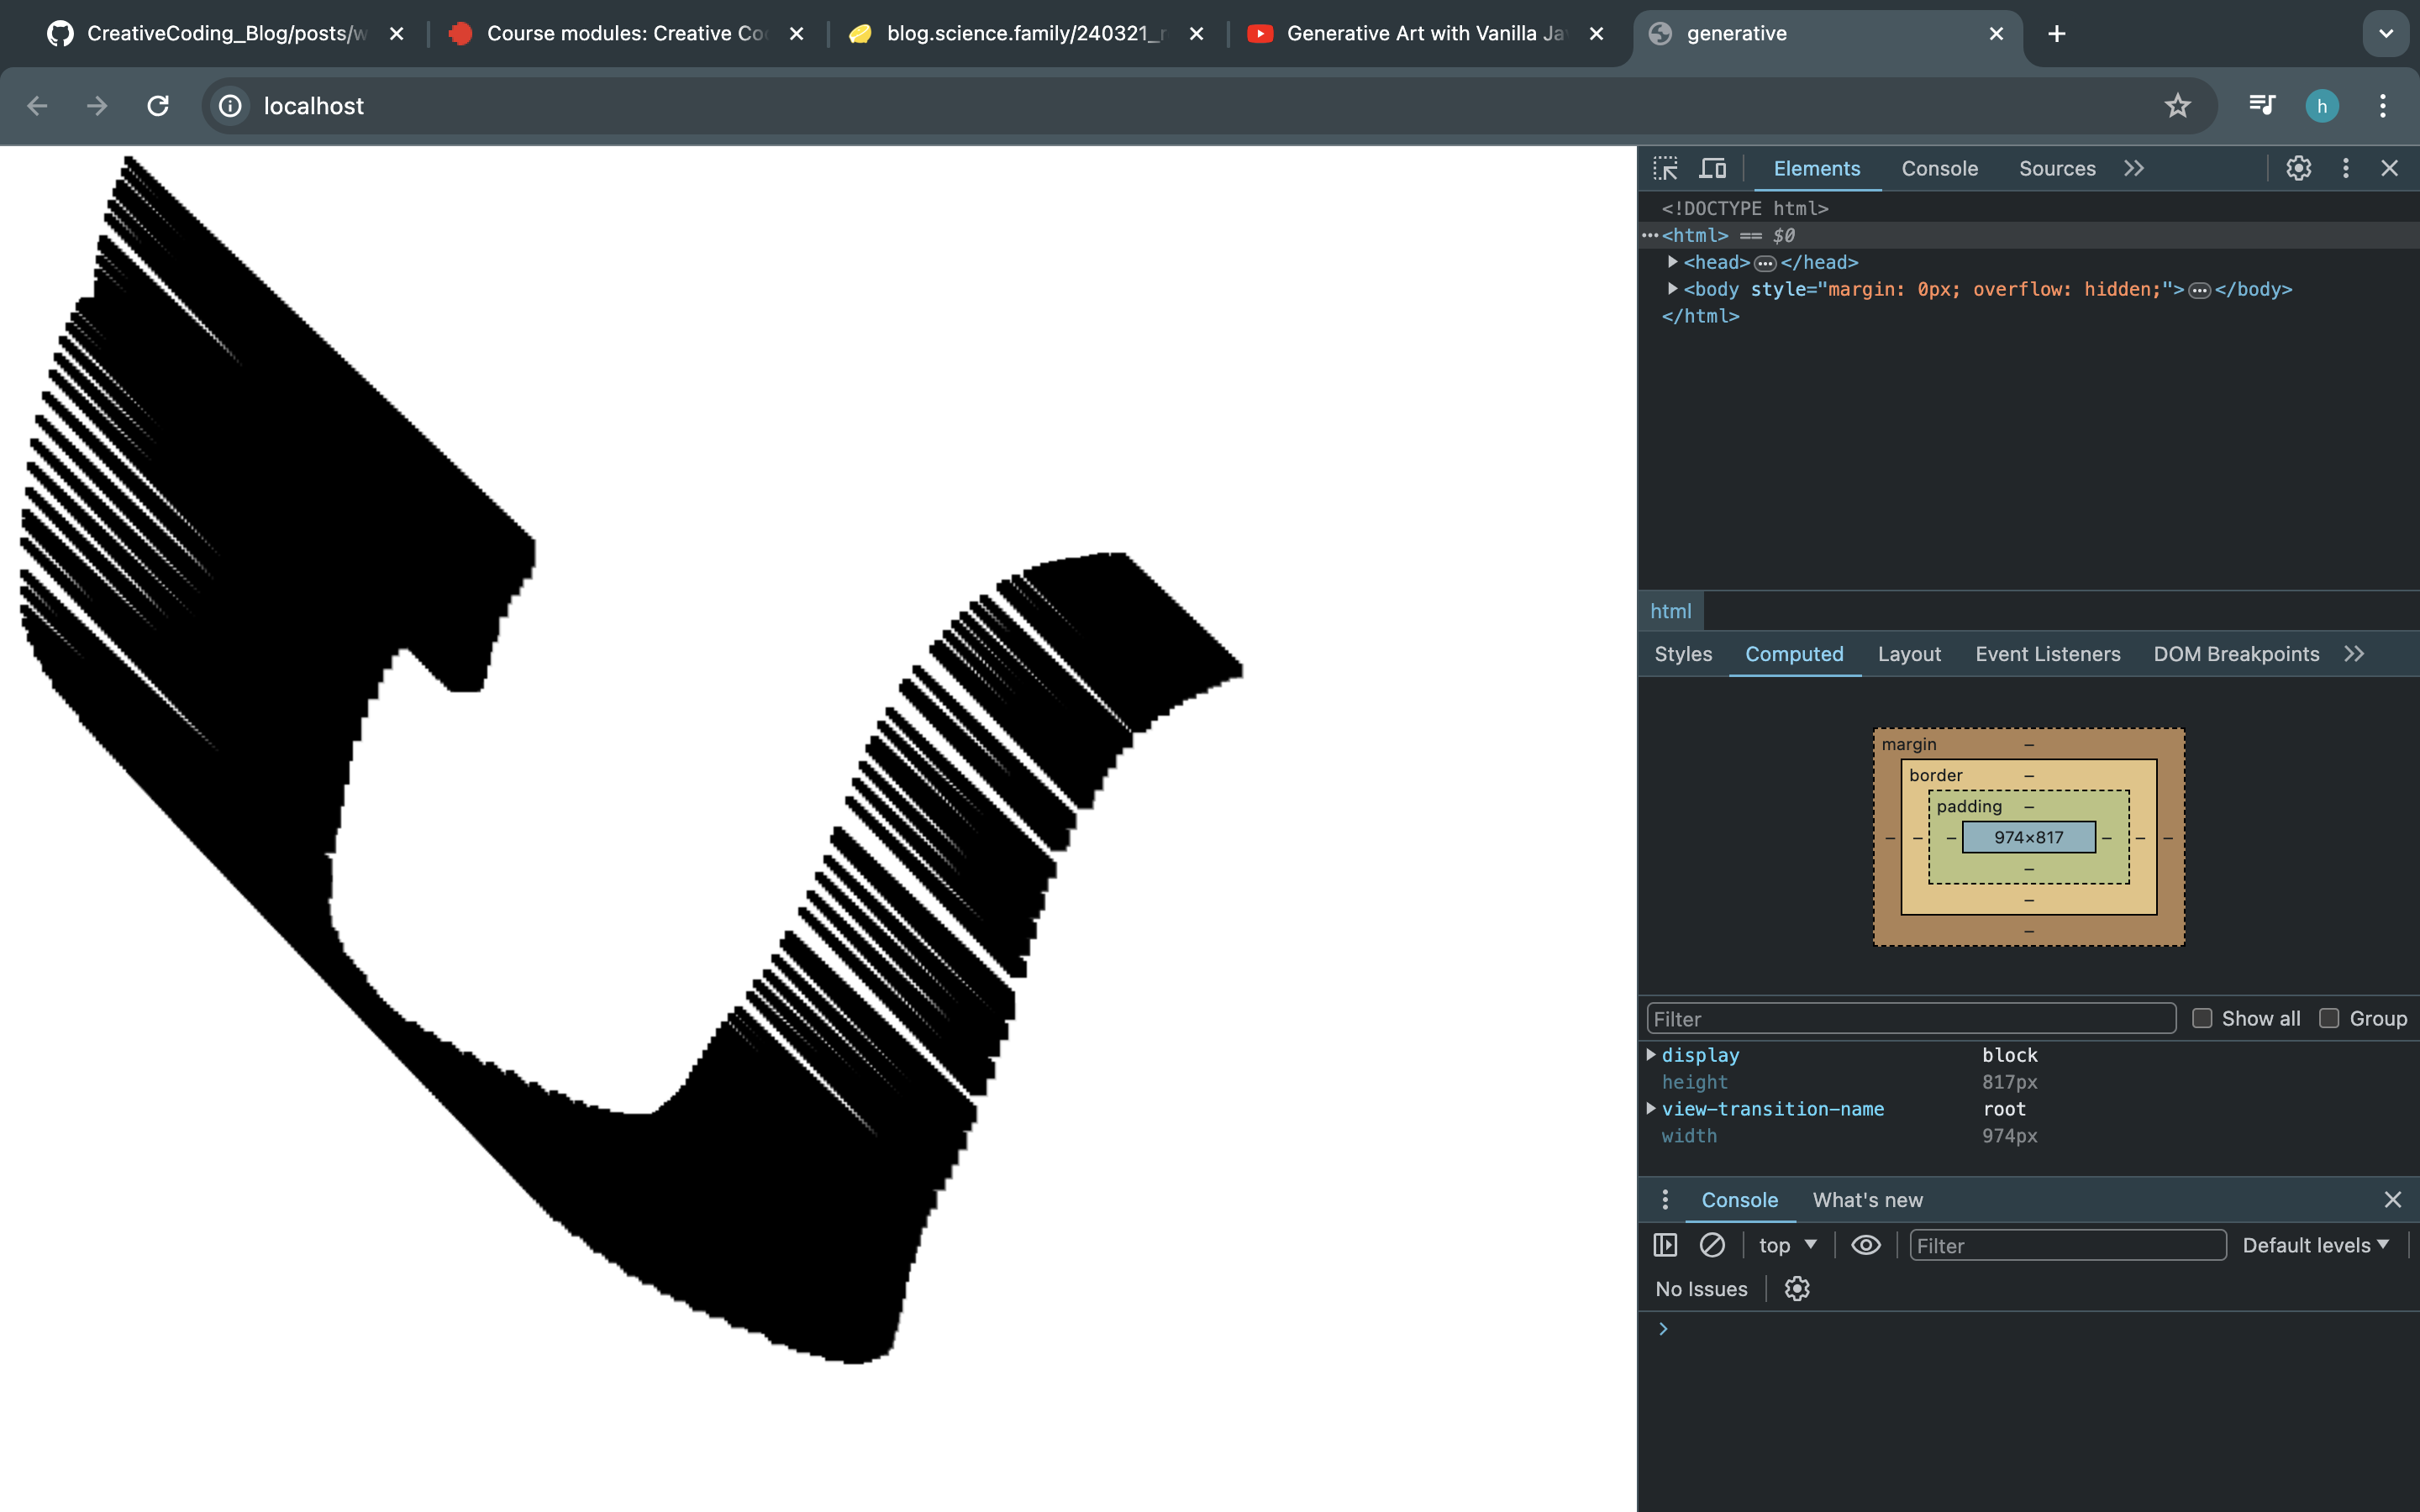 CreativeCoding_Blog/posts/w
Course modules: Creative Co
blog.science.family/240321_r
Generative Art with Vanilla Ja
generative
localhost
h
Elements Console Sources
<!DOCTYPE html>
<html> == $0
<head>…</head>
<body style="margin: 0px; overflow: hidden;">…</body>
</html>
html
Styles Computed Layout Event Listeners DOM Breakpoints
margin –
border –
padding –
– – – 974×817 – – –
–
–
–
Filter Show all Group
display block
height 817px
view-transition-name root
width 974px
Console What's new
top Filter Default levels
No Issues